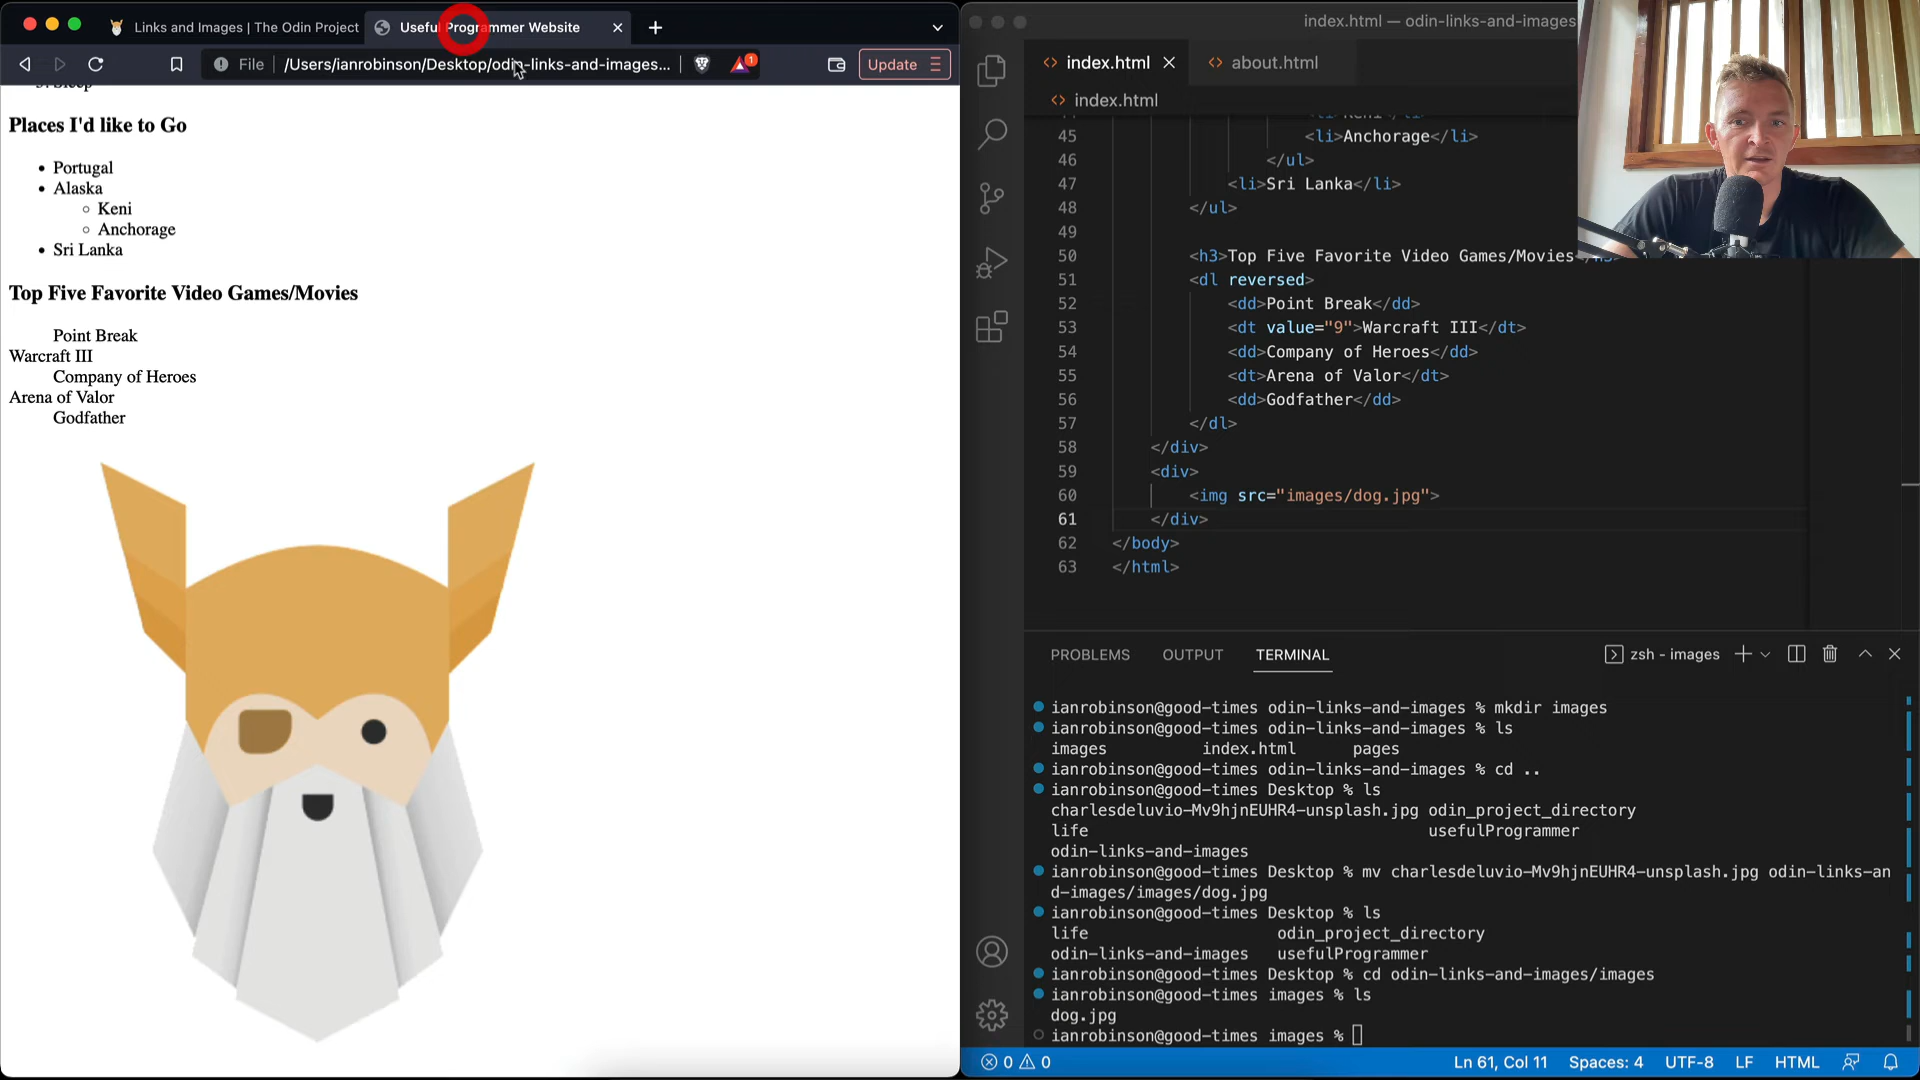 Links and Images | The Odin Project
Useful Programmer Website
File
/Users/ianrobinson/Desktop/odin-links-and-images...
1
Update
3. Sleep
Places I'd like to Go
Portugal
Alaska
Keni
Anchorage
Sri Lanka
Top Five Favorite Video Games/Movies
Point Break
Warcraft III
Company of Heroes
Arena of Valor
Godfather
index.html — odin-links-and-images
index.html
about.html
index.html
44 <li>Keni</li>
45 <li>Anchorage</li>
46 </ul>
47 <li>Sri Lanka</li>
48 </ul>
49
50 <h3>Top Five Favorite Video Games/Movies</h3>
51 <dl reversed>
52 <dd>Point Break</dd>
53 <dt value="9">Warcraft III</dt>
54 <dd>Company of Heroes</dd>
55 <dt>Arena of Valor</dt>
56 <dd>Godfather</dd>
57 </dl>
58 </div>
59 <div>
60 <img src="images/dog.jpg">
61 </div>
62 </body>
63 </html>
PROBLEMS OUTPUT TERMINAL
zsh - images
ianrobinson@good-times odin-links-and-images % mkdir images
ianrobinson@good-times odin-links-and-images % ls
images index.html pages
ianrobinson@good-times odin-links-and-images % cd ..
ianrobinson@good-times Desktop % ls
charlesdeluvio-Mv9hjnEUHR4-unsplash.jpg odin_project_directory
life usefulProgrammer
odin-links-and-images
ianrobinson@good-times Desktop % mv charlesdeluvio-Mv9hjnEUHR4-unsplash.jpg odin-links-an
d-images/images/dog.jpg
ianrobinson@good-times Desktop % ls
life odin_project_directory
odin-links-and-images usefulProgrammer
ianrobinson@good-times Desktop % cd odin-links-and-images/images
ianrobinson@good-times images % ls
dog.jpg
ianrobinson@good-times images %
0 0
Ln 61, Col 11
Spaces: 4
UTF-8
LF
HTML